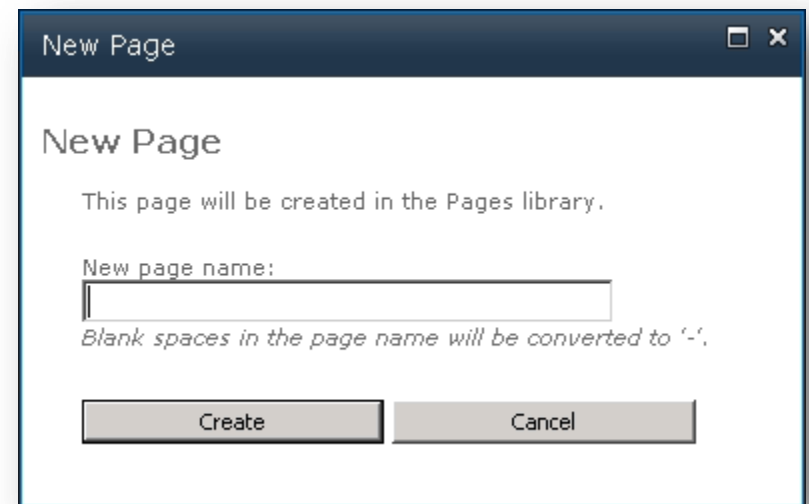 New Page
New Page
This page will be created in the Pages library.
New page name:
Blank spaces in the page name will be converted to ‘-‘.
Create
Cancel